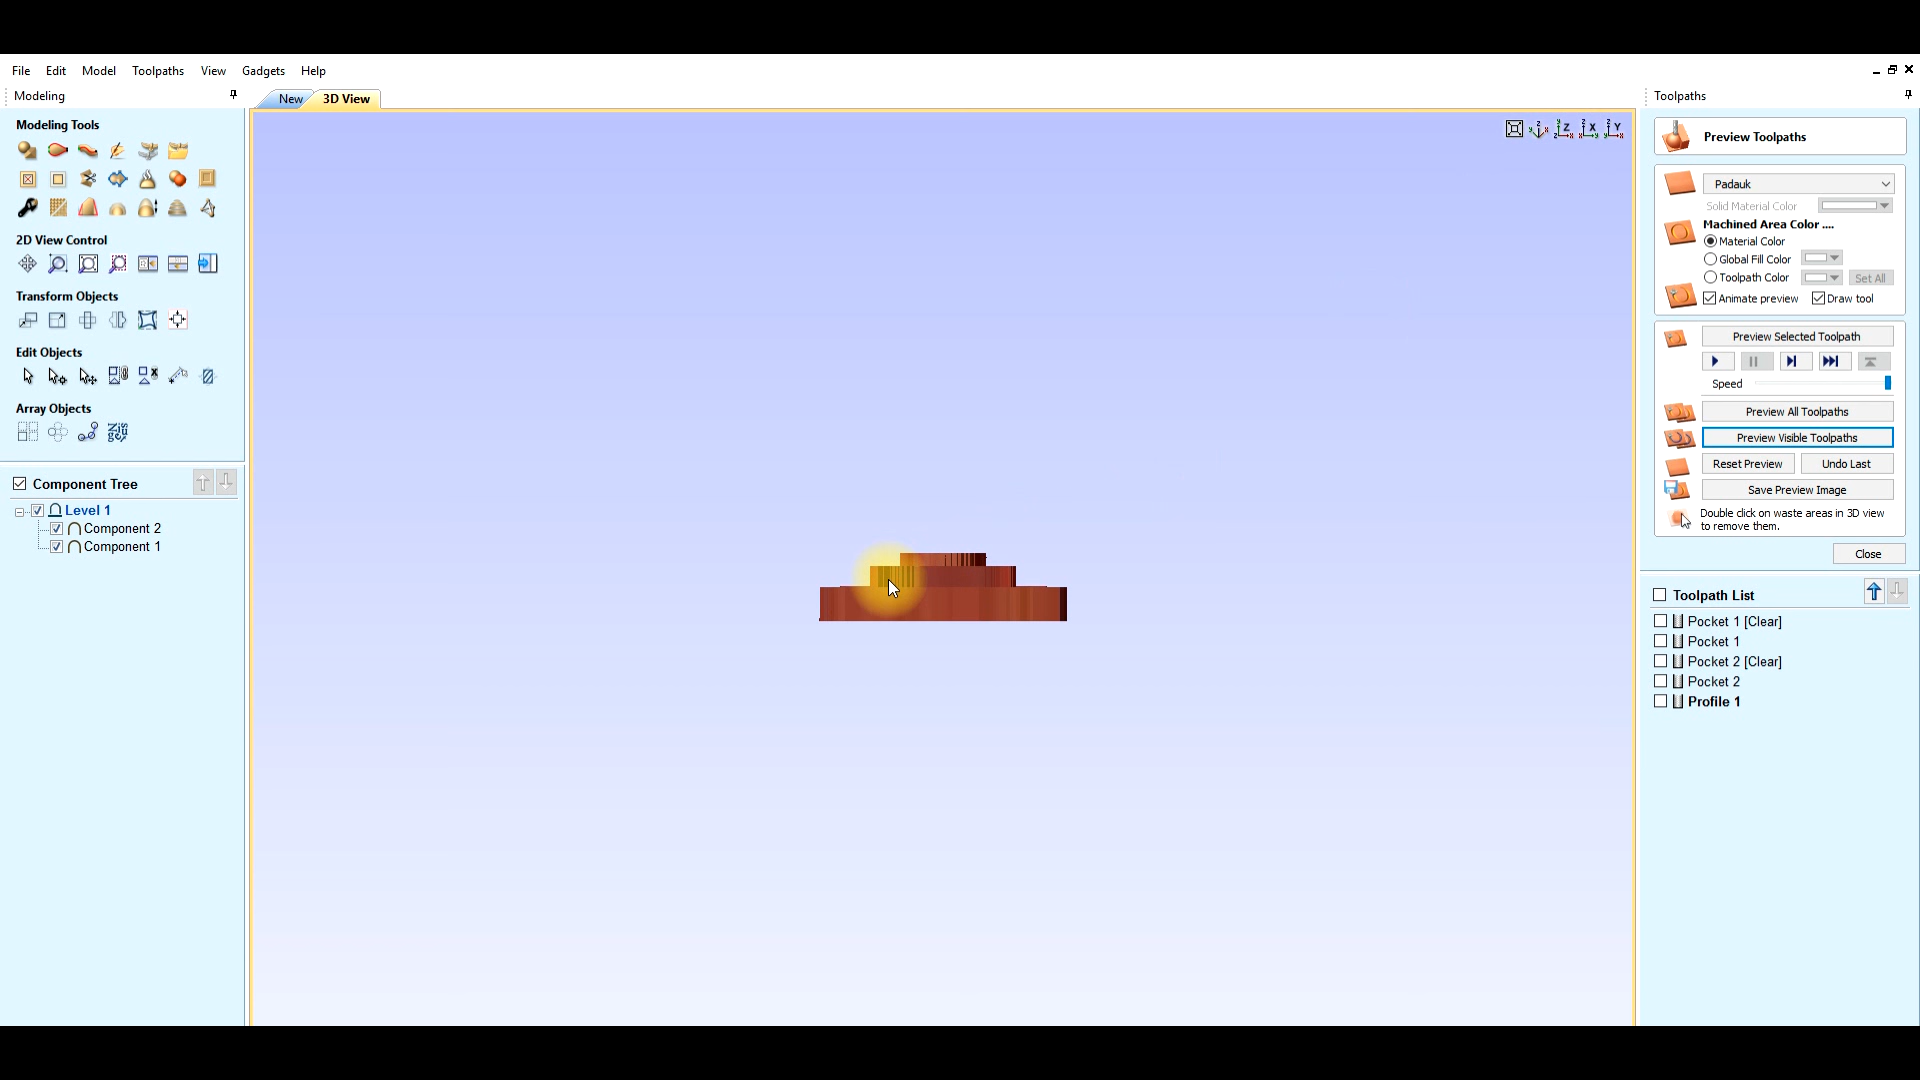 File Edit Model Toolpaths View Gadgets Help
Modeling
New 3D View
Toolpaths
Modeling Tools
2D View Control
Transform Objects
Edit Objects
Array Objects
Component Tree
Level 1
Component 2
Component 1
Preview Toolpaths
Padauk
Solid Material Color
Machined Area Color ....
Material Color
Global Fill Color
Toolpath Color Set All
Animate preview Draw tool
Preview Selected Toolpath
Speed
Preview All Toolpaths
Preview Visible Toolpaths
Reset Preview Undo Last
Save Preview Image
Double click on waste areas in 3D view
to remove them.
Close
Toolpath List
Pocket 1 [Clear]
Pocket 1
Pocket 2 [Clear]
Pocket 2
Profile 1